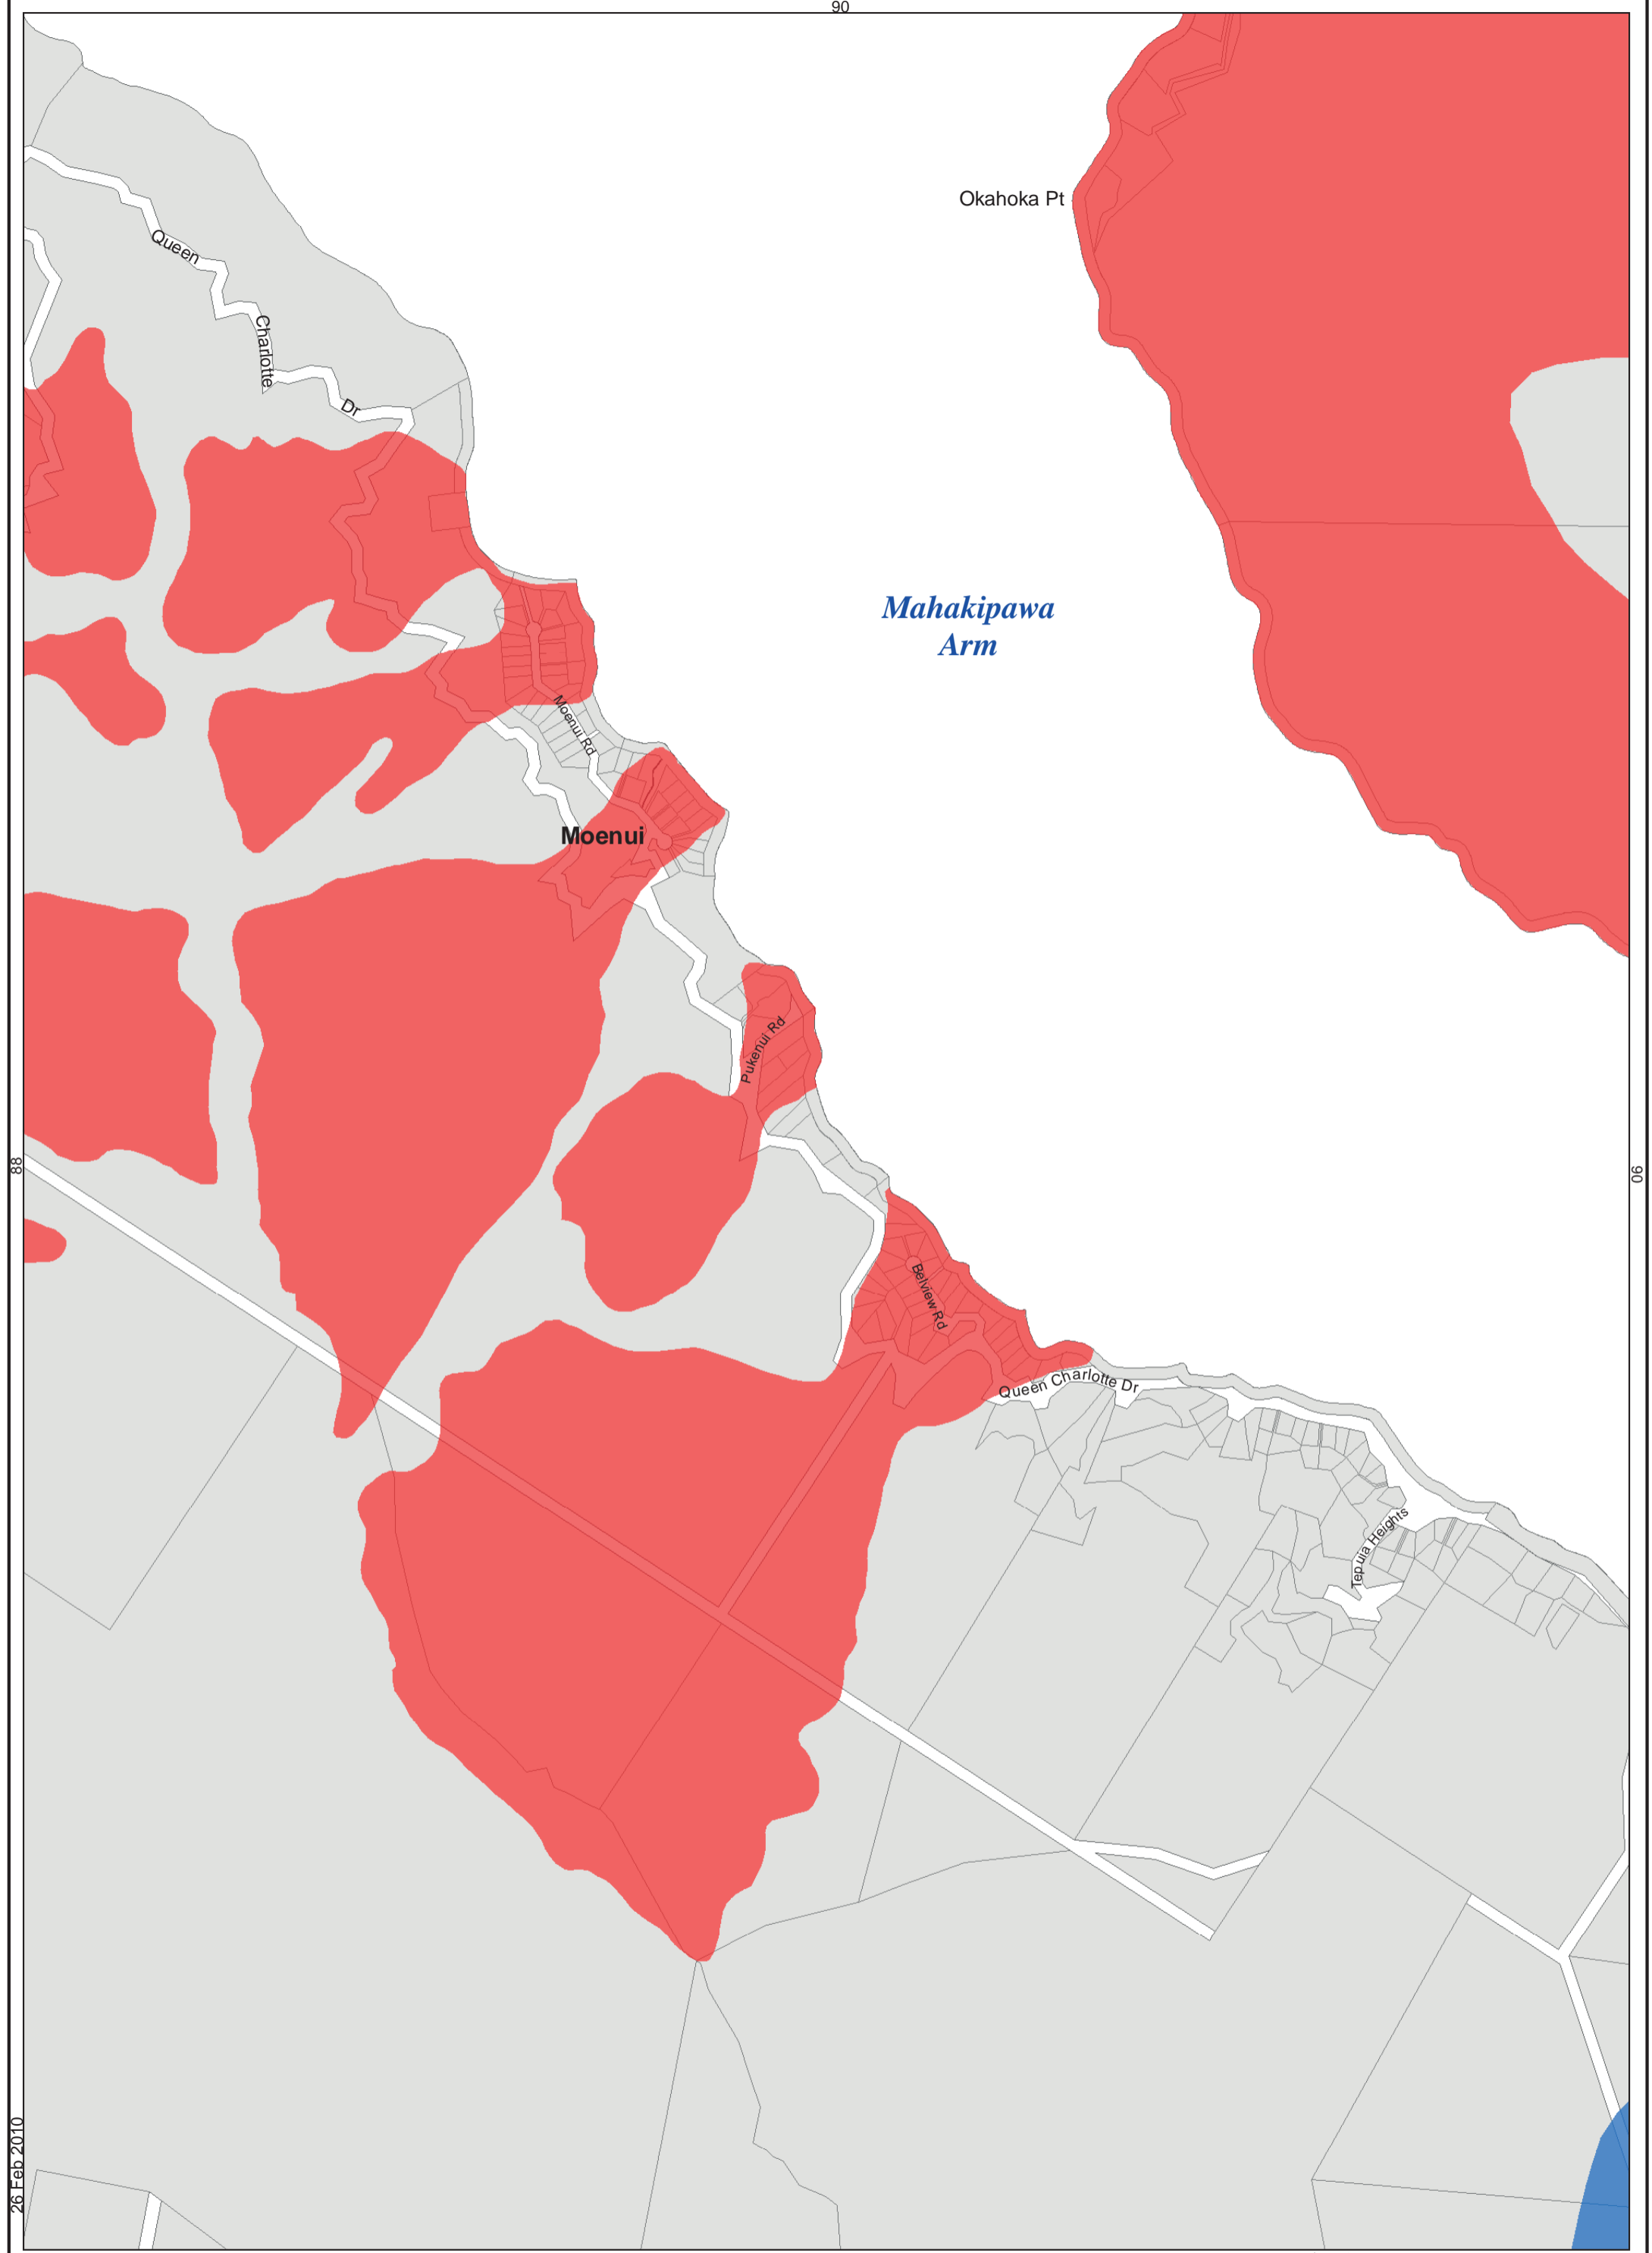 90
Okahoka Pt
Queen
Charlotte
Dr
Mahakipawa
Arm
Moenui Rd
Moenui
Pukenui Rd
88
90
Belview Rd
Queen Charlotte Dr
Tepuia Heights
26 Feb 2010